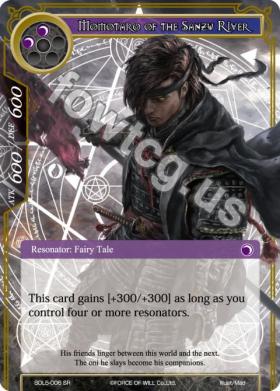 MOMOTARO OF THE SANZU RIVER
ATK 600 / DEF 600
fowtcg.us
Resonator: Fairy Tale
This card gains [+300/+300] as long as you
control four or more resonators.
His friends linger between this world and the next.
The oni he slays become his companions.
SDL5-006 SR ©FORCE OF WILL Co.,Ltd. Illust/Mad